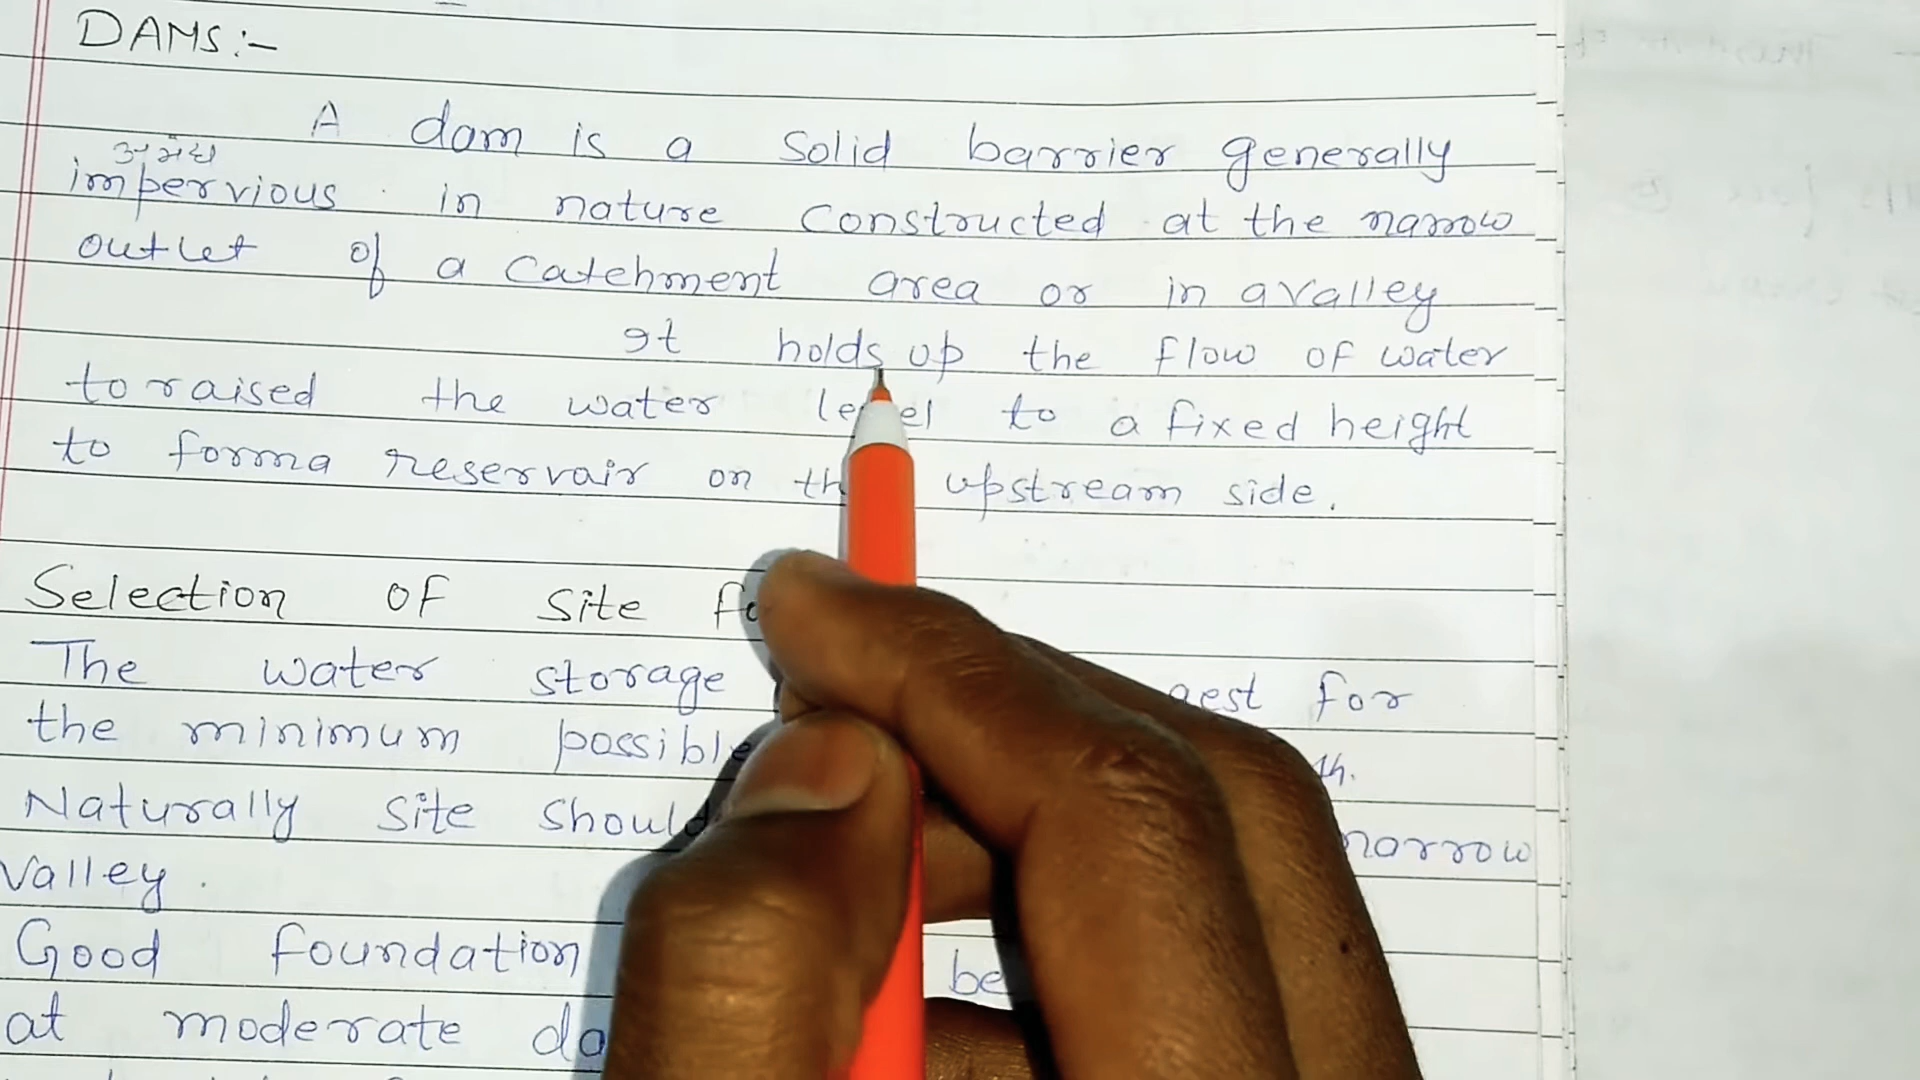 DAMS:-
A dam is a solid barrier generally
अभेद्य
impervious in nature constructed at the narrow
outlet of a catchment area or in a valley
It holds up the flow of water
to raised the water level to a fixed height
to form a reservair on the upstream side.
Selection OF Site
The water storage for
the minimum possible
Naturally site should narrow
valley.
Good foundation be
at moderate